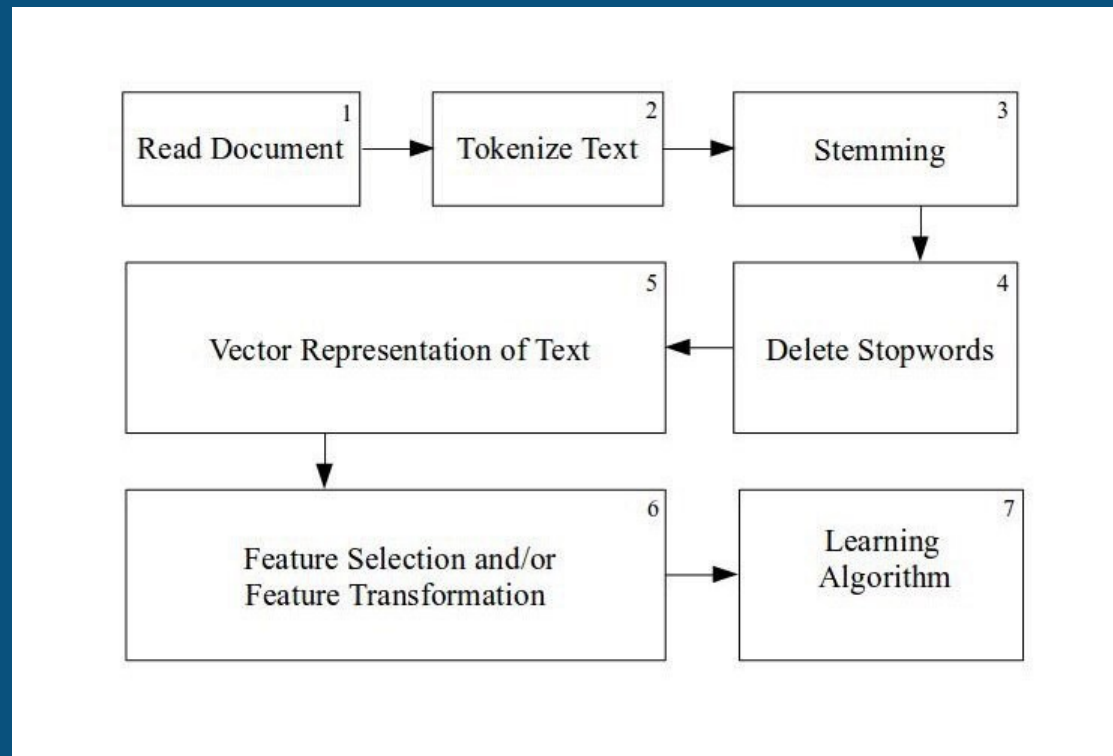 1
Read Document
2
Tokenize Text
3
Stemming
4
Delete Stopwords
5
Vector Representation of Text
6
Feature Selection and/or
Feature Transformation
7
Learning
Algorithm